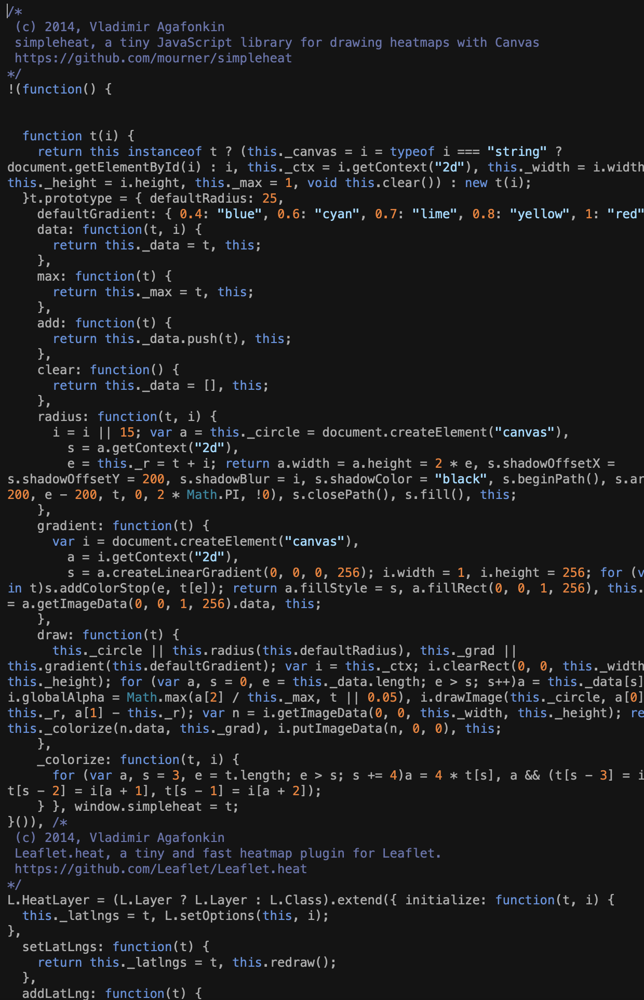 /*
 (c) 2014, Vladimir Agafonkin
 simpleheat, a tiny JavaScript library for drawing heatmaps with Canvas
 https://github.com/mourner/simpleheat
*/
!(function() {
  function t(i) {
    return this instanceof t ? (this._canvas = i = typeof i === "string" ?
document.getElementById(i) : i, this._ctx = i.getContext("2d"), this._width = i.width
this._height = i.height, this._max = 1, void this.clear()) : new t(i);
  }t.prototype = { defaultRadius: 25,
    defaultGradient: { 0.4: "blue", 0.6: "cyan", 0.7: "lime", 0.8: "yellow", 1: "red"
    data: function(t, i) {
      return this._data = t, this;
    },
    max: function(t) {
      return this._max = t, this;
    },
    add: function(t) {
      return this._data.push(t), this;
    },
    clear: function() {
      return this._data = [], this;
    },
    radius: function(t, i) {
      i = i || 15; var a = this._circle = document.createElement("canvas"),
        s = a.getContext("2d"),
        e = this._r = t + i; return a.width = a.height = 2 * e, s.shadowOffsetX =
s.shadowOffsetY = 200, s.shadowBlur = i, s.shadowColor = "black", s.beginPath(), s.ar
200, e - 200, t, 0, 2 * Math.PI, !0), s.closePath(), s.fill(), this;
    },
    gradient: function(t) {
      var i = document.createElement("canvas"),
        a = i.getContext("2d"),
        s = a.createLinearGradient(0, 0, 0, 256); i.width = 1, i.height = 256; for (v
in t)s.addColorStop(e, t[e]); return a.fillStyle = s, a.fillRect(0, 0, 1, 256), this.
= a.getImageData(0, 0, 1, 256).data, this;
    },
    draw: function(t) {
      this._circle || this.radius(this.defaultRadius), this._grad ||
this.gradient(this.defaultGradient); var i = this._ctx; i.clearRect(0, 0, this._width
this._height); for (var a, s = 0, e = this._data.length; e > s; s++)a = this._data[s]
i.globalAlpha = Math.max(a[2] / this._max, t || 0.05), i.drawImage(this._circle, a[0]
this._r, a[1] - this._r); var n = i.getImageData(0, 0, this._width, this._height); re
this._colorize(n.data, this._grad), i.putImageData(n, 0, 0), this;
    },
    _colorize: function(t, i) {
      for (var a, s = 3, e = t.length; e > s; s += 4)a = 4 * t[s], a && (t[s - 3] = i
t[s - 2] = i[a + 1], t[s - 1] = i[a + 2]);
    } }, window.simpleheat = t;
}()), /*
 (c) 2014, Vladimir Agafonkin
 Leaflet.heat, a tiny and fast heatmap plugin for Leaflet.
 https://github.com/Leaflet/Leaflet.heat
*/
L.HeatLayer = (L.Layer ? L.Layer : L.Class).extend({ initialize: function(t, i) {
  this._latlngs = t, L.setOptions(this, i);
},
  setLatLngs: function(t) {
    return this._latlngs = t, this.redraw();
  },
  addLatLng: function(t) {